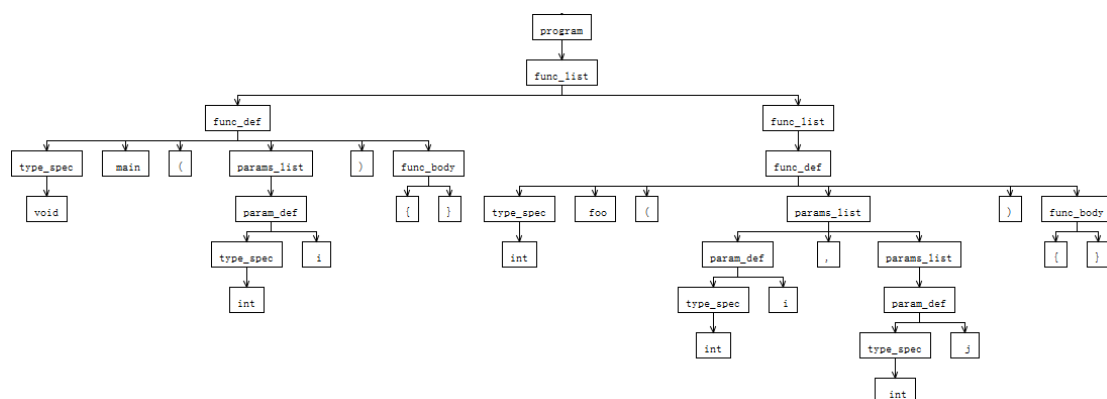 program
func_list
func_def func_list
type_spec main ( params_list ) func_body func_def
void param_def { } type_spec foo ( params_list ) func_body
type_spec i int param_def , params_list { }
int type_spec i param_def
int type_spec j
int